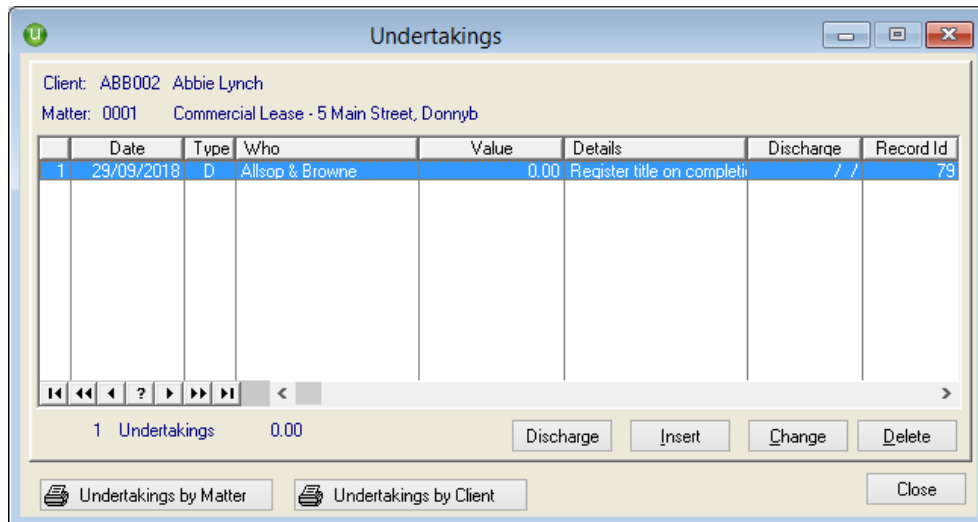 Undertakings
Client: ABB002 Abbie Lynch
Matter: 0001 Commercial Lease - 5 Main Street, Donnyb
Date Type Who Value Details Discharge Record Id
1 29/09/2018 D Allsop & Browne 0.00 Register title on completi / / 79
?
1 Undertakings 0.00
Discharge Insert Change Delete
Undertakings by Matter Undertakings by Client Close